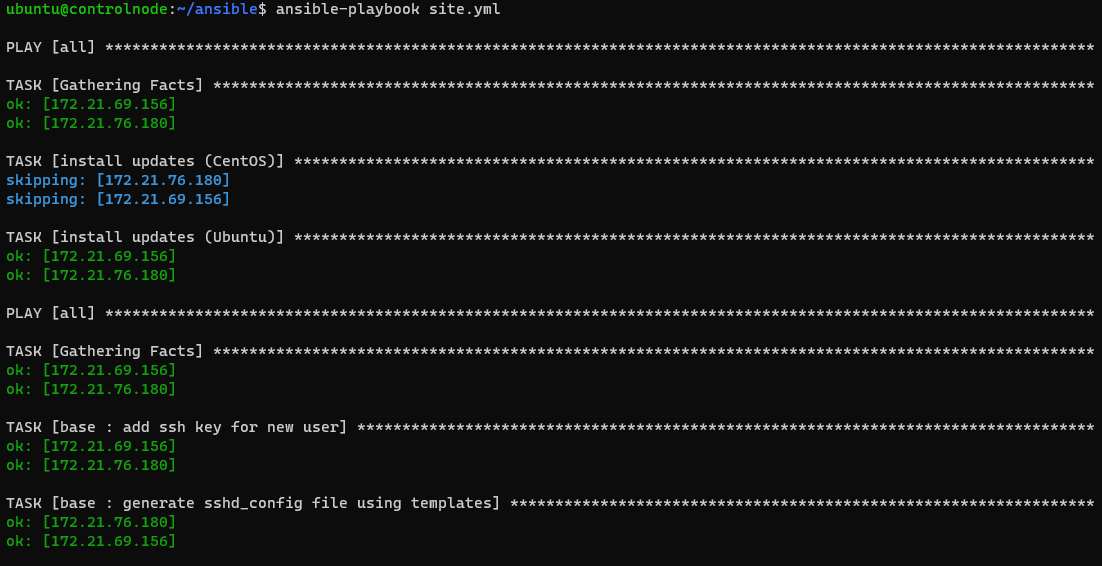 ubuntu@controlnode:~/ansible$ ansible-playbook site.yml
PLAY [all] **************************************************************************************************************
TASK [Gathering Facts] **************************************************************************************************
ok: [172.21.69.156]
ok: [172.21.76.180]
TASK [install updates (CentOS)] *****************************************************************************************
skipping: [172.21.76.180]
skipping: [172.21.69.156]
TASK [install updates (Ubuntu)] *****************************************************************************************
ok: [172.21.69.156]
ok: [172.21.76.180]
PLAY [all] **************************************************************************************************************
TASK [Gathering Facts] **************************************************************************************************
ok: [172.21.69.156]
ok: [172.21.76.180]
TASK [base : add ssh key for new user] **********************************************************************************
ok: [172.21.69.156]
ok: [172.21.76.180]
TASK [base : generate sshd_config file using templates] *****************************************************************
ok: [172.21.76.180]
ok: [172.21.69.156]